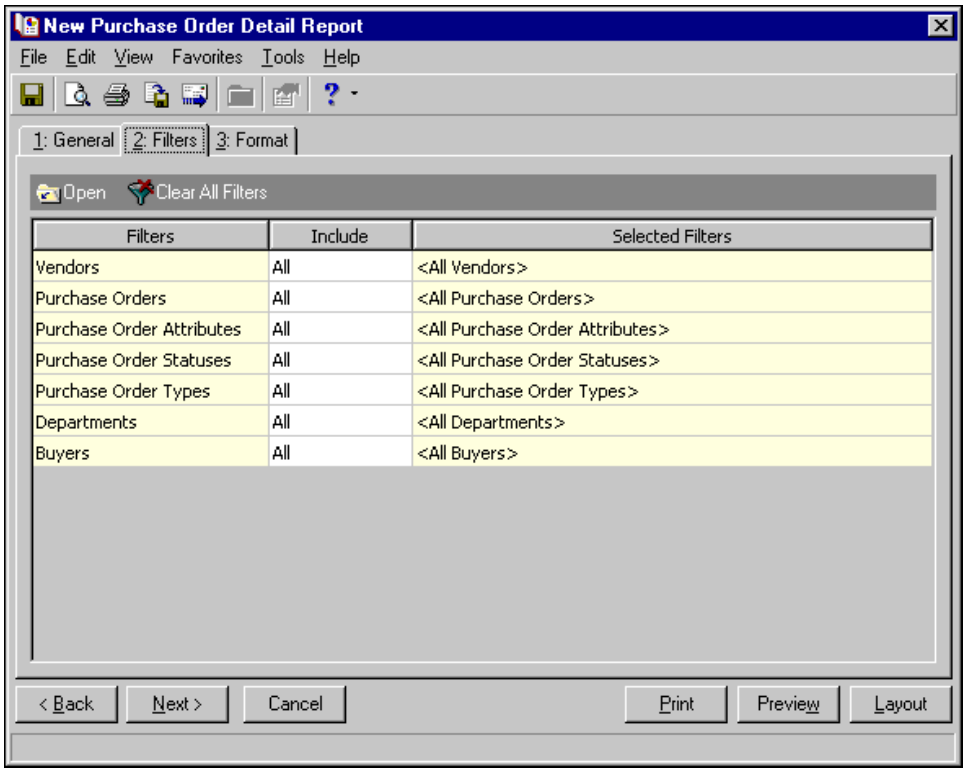 New Purchase Order Detail Report
File Edit View Favorites Tools Help
?
1: General 2: Filters 3: Format
Open Clear All Filters
Filters Include Selected Filters
Vendors All <All Vendors>
Purchase Orders All <All Purchase Orders>
Purchase Order Attributes All <All Purchase Order Attributes>
Purchase Order Statuses All <All Purchase Order Statuses>
Purchase Order Types All <All Purchase Order Types>
Departments All <All Departments>
Buyers All <All Buyers>
< Back Next > Cancel Print Preview Layout